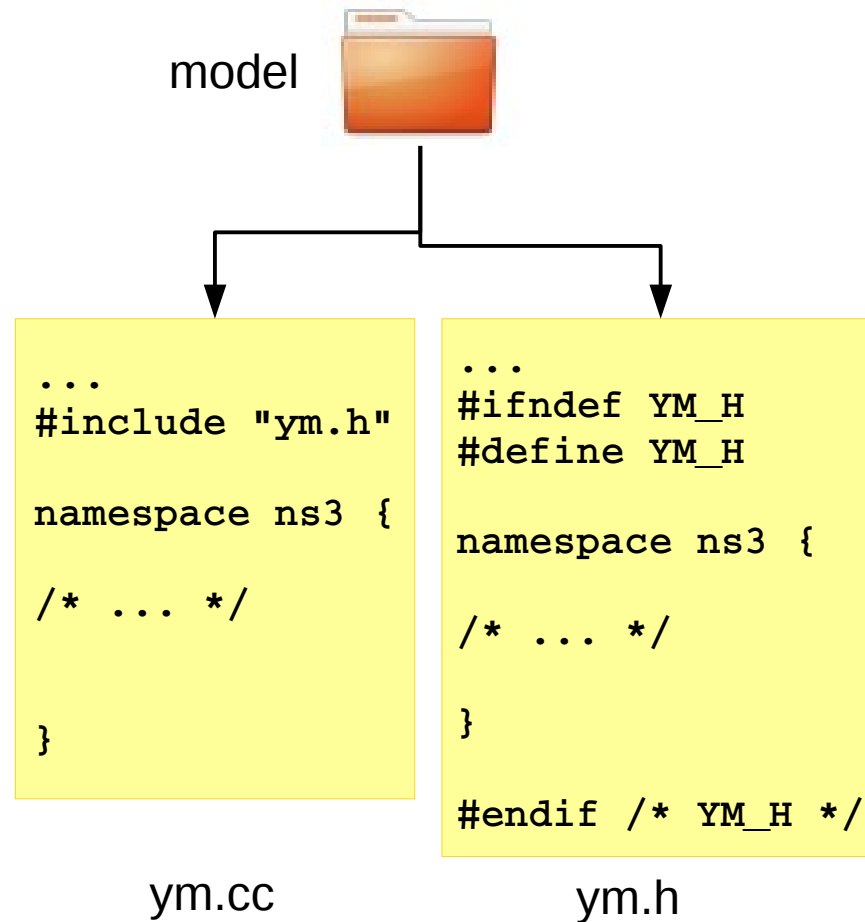 model
...
#include "ym.h"
namespace ns3 {
/* ... */
}
ym.cc
...
#ifndef YM_H
#define YM_H
namespace ns3 {
/* ... */
}
#endif /* YM_H */
ym.h